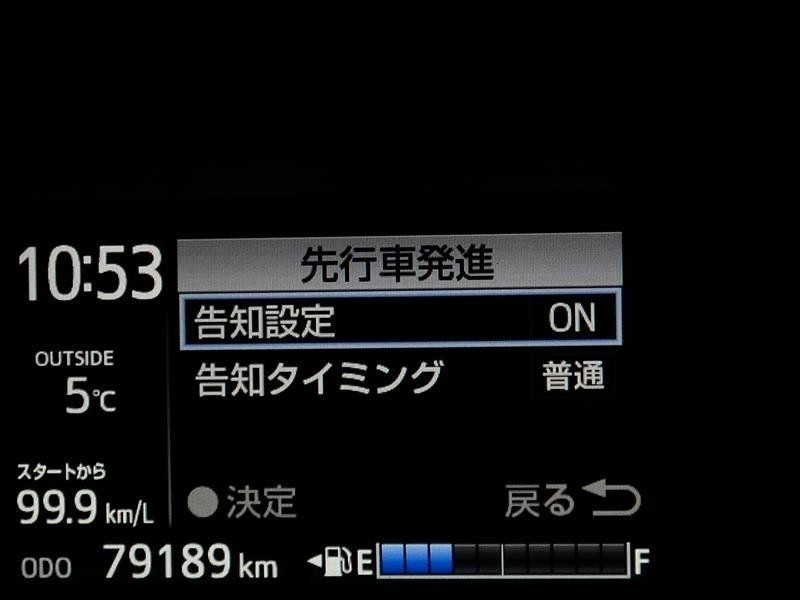 10:53
先行車発進
告知設定 ON
OUTSIDE
5℃
告知タイミング 普通
スタートから
99.9 km/L
決定 戻る
ODO 79189 km E F